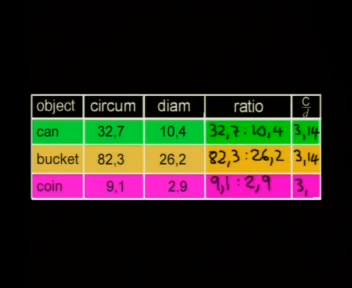 object circum diam ratio C/d
can 32,7 10,4 32,7 : 10,4 3,14
bucket 82,3 26,2 82,3 : 26,2 3,14
coin 9,1 2,9 9,1 : 2,9 3,